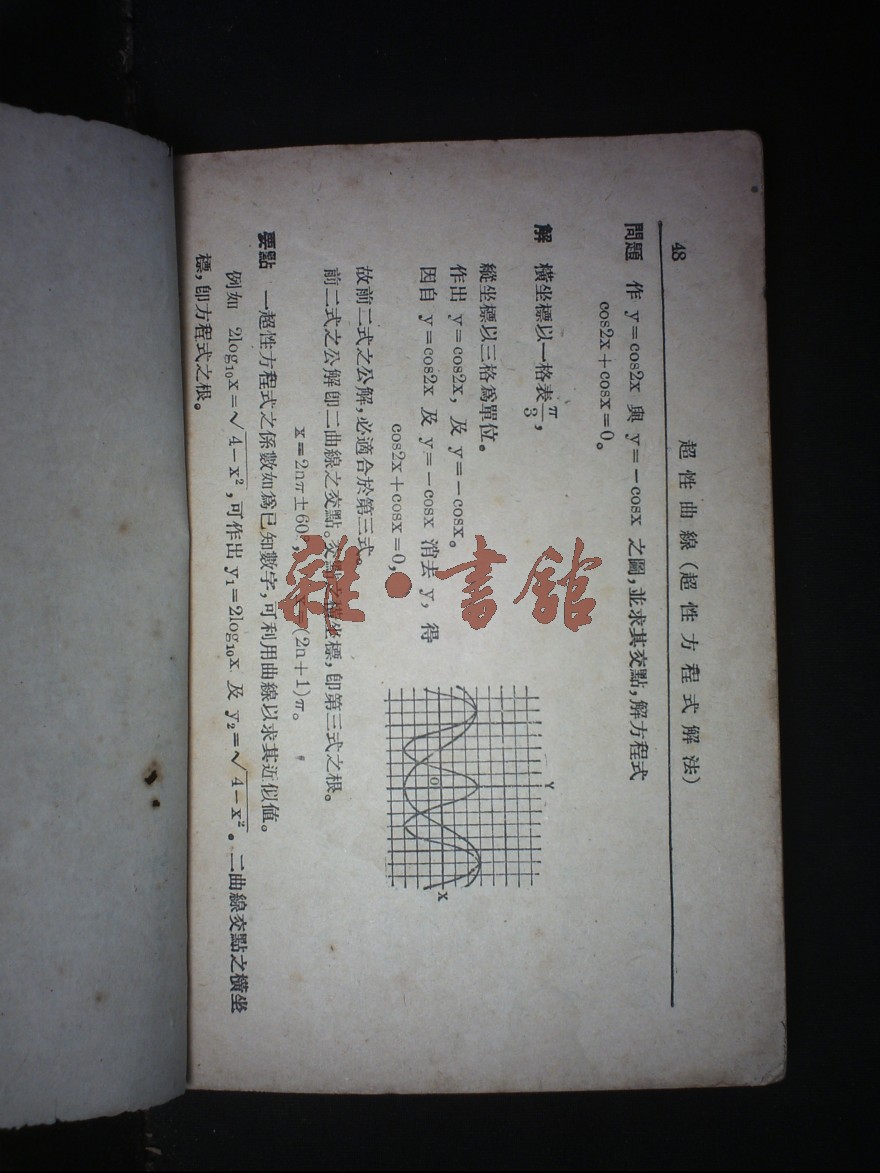 48
超性曲線(超性方程式解法)
問題 作 y=cos2x 與 y=-cosx 之圖,並求其交點,解方程式
cos2x+cosx=0。
解 橫坐標以一格表 π/3,
縱坐標以三格爲單位。
作出 y=cos2x, 及 y=-cosx。
因自 y=cos2x 及 y=-cosx 消去 y, 得
cos2x+cosx=0,
故前二式之公解,必適合於第三式。
前二式之公解即二曲線之交點。交點之橫坐標,即第三式之根。
x=2nπ±60°, x=(2n+1)π。
要點 一超性方程式之係數如爲已知數字,可利用曲線以求其近似值。
例如 2log₁₀x=√4-x², 可作出 y₁=2log₁₀x 及 y₂=√4-x²。二曲線交點之橫坐
標,即方程式之根。
Y
O
X
雜·書館